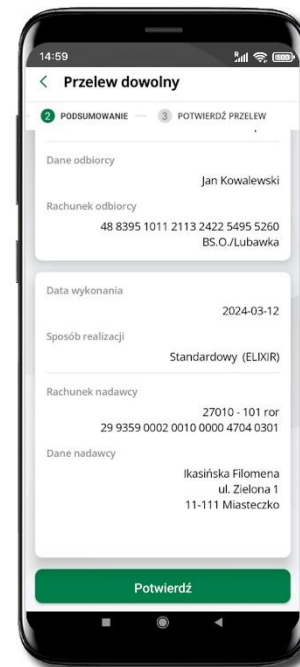 14:59
Przelew dowolny
2 PODSUMOWANIE 3 POTWIERDŹ PRZELEW
Dane odbiorcy
Jan Kowalewski
Rachunek odbiorcy
48 8395 1011 2113 2422 5495 5260
BS.O./Lubawka
Data wykonania
2024-03-12
Sposób realizacji
Standardowy (ELIXIR)
Rachunek nadawcy
27010 - 101 ror
29 9359 0002 0010 0000 4704 0301
Dane nadawcy
Ikasińska Filomena
ul. Zielona 1
11-111 Miasteczko
Potwierdź